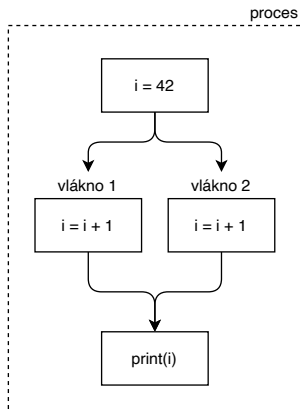 proces
i = 42
vlákno 1
vlákno 2
i = i + 1
i = i + 1
print(i)